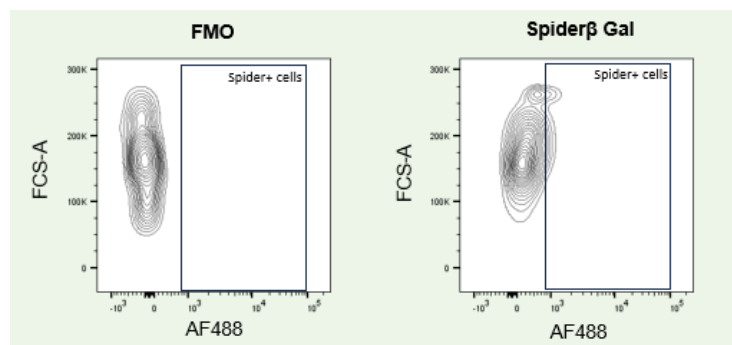 FMO
Spiderβ Gal
300K
200K
100K
0
FCS-A
Spider+ cells
-10³
0
10³
10⁴
10⁵
AF488
300K
200K
100K
0
FCS-A
Spider+ cells
-10³
0
10³
10⁴
10⁵
AF488